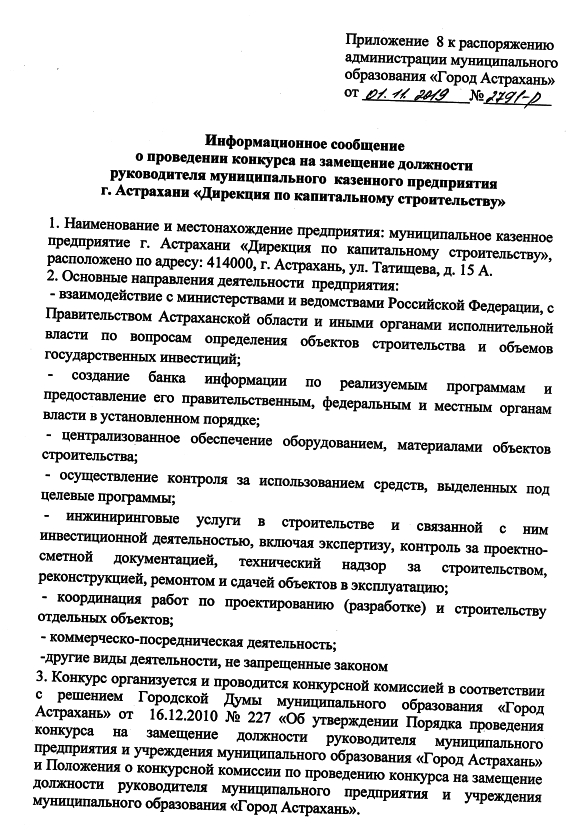 Приложение 8 к распоряжению
администрации муниципального
образования «Город Астрахань»
от 01.11.2019 № 2791-р
Информационное сообщение
о проведении конкурса на замещение должности
руководителя муниципального казенного предприятия
г. Астрахани «Дирекция по капитальному строительству»
1. Наименование и местонахождение предприятия: муниципальное казенное
предприятие г. Астрахани «Дирекция по капитальному строительству»,
расположено по адресу: 414000, г. Астрахань, ул. Татищева, д. 15 А.
2. Основные направления деятельности предприятия:
- взаимодействие с министерствами и ведомствами Российской Федерации, с
Правительством Астраханской области и иными органами исполнительной
власти по вопросам определения объектов строительства и объемов
государственных инвестиций;
- создание банка информации по реализуемым программам и
предоставление его правительственным, федеральным и местным органам
власти в установленном порядке;
- централизованное обеспечение оборудованием, материалами объектов
строительства;
- осуществление контроля за использованием средств, выделенных под
целевые программы;
- инжиниринговые услуги в строительстве и связанной с ним
инвестиционной деятельностью, включая экспертизу, контроль за проектно-
сметной документацией, технический надзор за строительством,
реконструкцией, ремонтом и сдачей объектов в эксплуатацию;
- координация работ по проектированию (разработке) и строительству
отдельных объектов;
- коммерческо-посредническая деятельность;
-другие виды деятельности, не запрещенные законом
3. Конкурс организуется и проводится конкурсной комиссией в соответствии
с решением Городской Думы муниципального образования «Город
Астрахань» от 16.12.2010 № 227 «Об утверждении Порядка проведения
конкурса на замещение должности руководителя муниципального
предприятия и учреждения муниципального образования «Город Астрахань»
и Положения о конкурсной комиссии по проведению конкурса на замещение
должности руководителя муниципального предприятия и учреждения
муниципального образования «Город Астрахань».